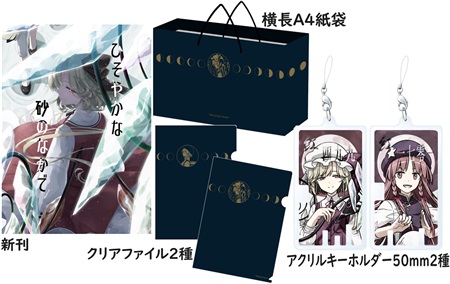 横長A4紙袋
ひそやかな
砂のなかで
新刊
クリアファイル2種
アクリルキーホルダー50mm2種